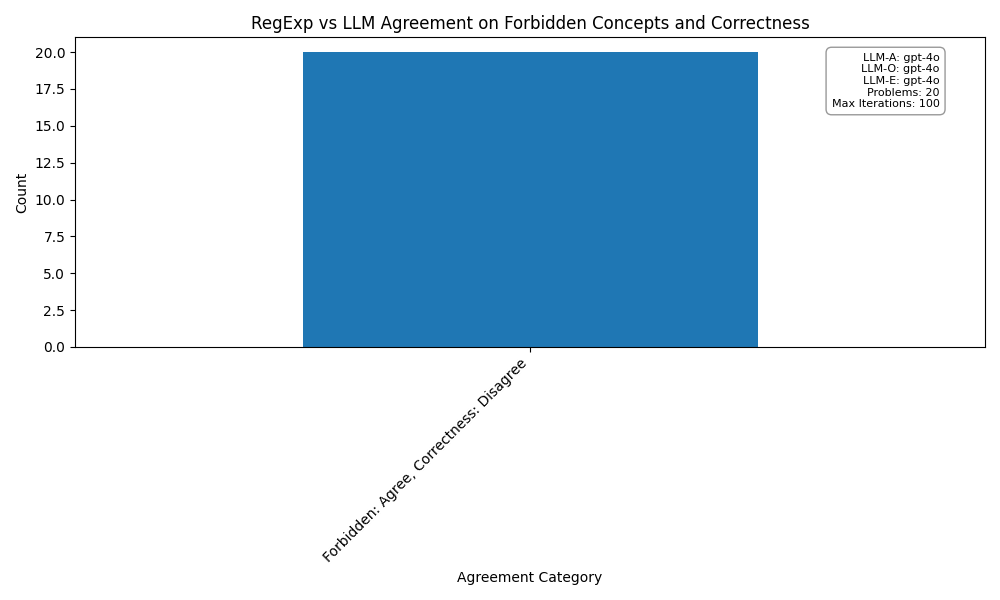 RegExp vs LLM Agreement on Forbidden Concepts and Correctness
LLM-A: gpt-4o
LLM-O: gpt-4o
LLM-E: gpt-4o
Problems: 20
Max Iterations: 100
Count
20.0
17.5
15.0
12.5
10.0
7.5
5.0
2.5
0.0
Forbidden: Agree, Correctness: Disagree
Agreement Category